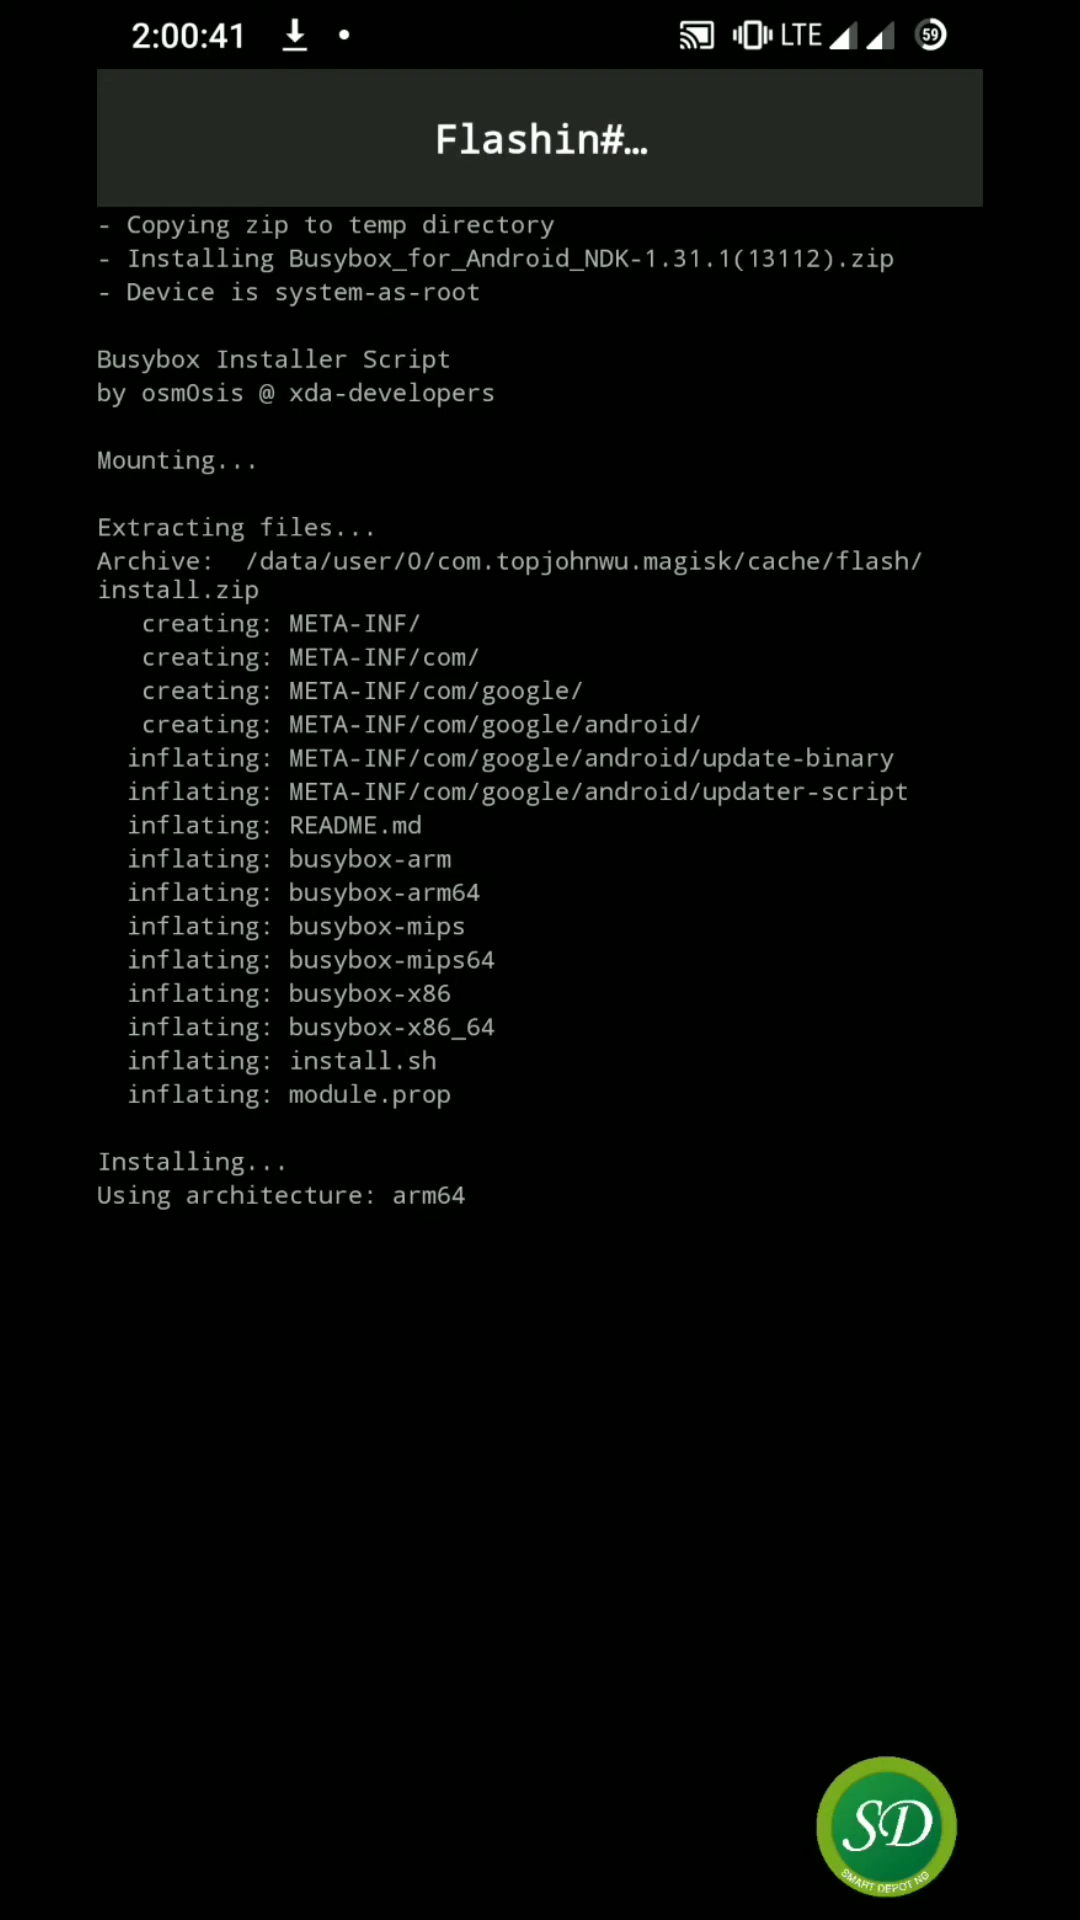 2:00:41 LTE 59
Flashin#…
- Copying zip to temp directory
- Installing Busybox_for_Android_NDK-1.31.1(13112).zip
- Device is system-as-root
Busybox Installer Script
by osm0sis @ xda-developers
Mounting...
Extracting files...
Archive:  /data/user/0/com.topjohnwu.magisk/cache/flash/
install.zip
creating: META-INF/
creating: META-INF/com/
creating: META-INF/com/google/
creating: META-INF/com/google/android/
inflating: META-INF/com/google/android/update-binary
inflating: META-INF/com/google/android/updater-script
inflating: README.md
inflating: busybox-arm
inflating: busybox-arm64
inflating: busybox-mips
inflating: busybox-mips64
inflating: busybox-x86
inflating: busybox-x86_64
inflating: install.sh
inflating: module.prop
Installing...
Using architecture: arm64
SD
SMART DEPOT NG